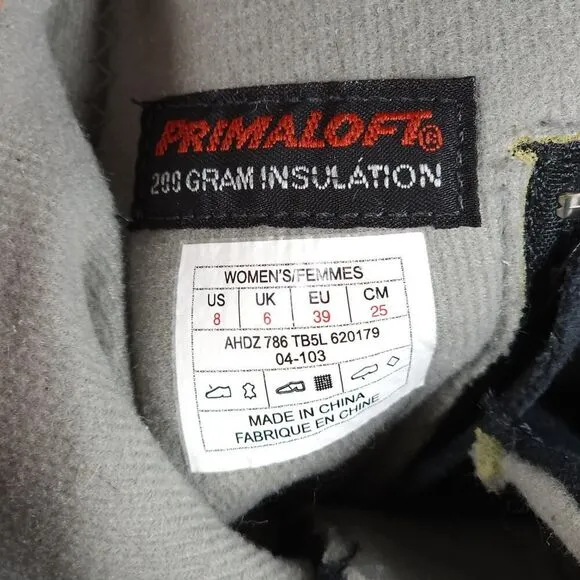 PRIMALOFT®
200 GRAM INSULATION
WOMEN'S/FEMMES
US UK EU CM
8 6 39 25
AHDZ 786 TB5L 620179
04-103
MADE IN CHINA
FABRIQUE EN CHINE